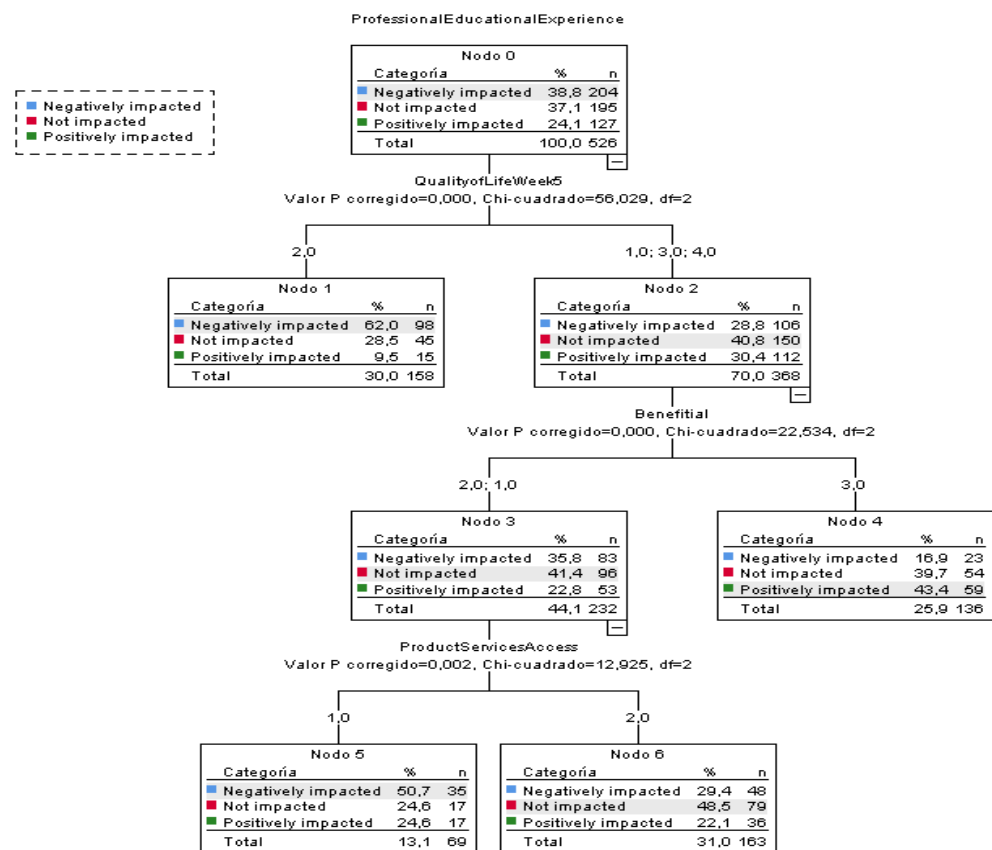 ProfessionalEducationalExperience
Negatively impacted
Not impacted
Positively impacted
Nodo 0
Categoría % n
Negatively impacted 38,8 204
Not impacted 37,1 195
Positively impacted 24,1 127
Total 100,0 526
QualityofLifeWeek5
Valor P corregido=0,000, Chi-cuadrado=56,029, df=2
2,0
1,0; 3,0; 4,0
Nodo 1
Categoría % n
Negatively impacted 62,0 98
Not impacted 28,5 45
Positively impacted 9,5 15
Total 30,0 158
Nodo 2
Categoría % n
Negatively impacted 28,8 106
Not impacted 40,8 150
Positively impacted 30,4 112
Total 70,0 368
Benefitial
Valor P corregido=0,000, Chi-cuadrado=22,534, df=2
2,0; 1,0
3,0
Nodo 3
Categoría % n
Negatively impacted 35,8 83
Not impacted 41,4 96
Positively impacted 22,8 53
Total 44,1 232
Nodo 4
Categoría % n
Negatively impacted 16,9 23
Not impacted 39,7 54
Positively impacted 43,4 59
Total 25,9 136
ProductServicesAccess
Valor P corregido=0,002, Chi-cuadrado=12,925, df=2
1,0
2,0
Nodo 5
Categoría % n
Negatively impacted 50,7 35
Not impacted 24,6 17
Positively impacted 24,6 17
Total 13,1 69
Nodo 6
Categoría % n
Negatively impacted 29,4 48
Not impacted 48,5 79
Positively impacted 22,1 36
Total 31,0 163